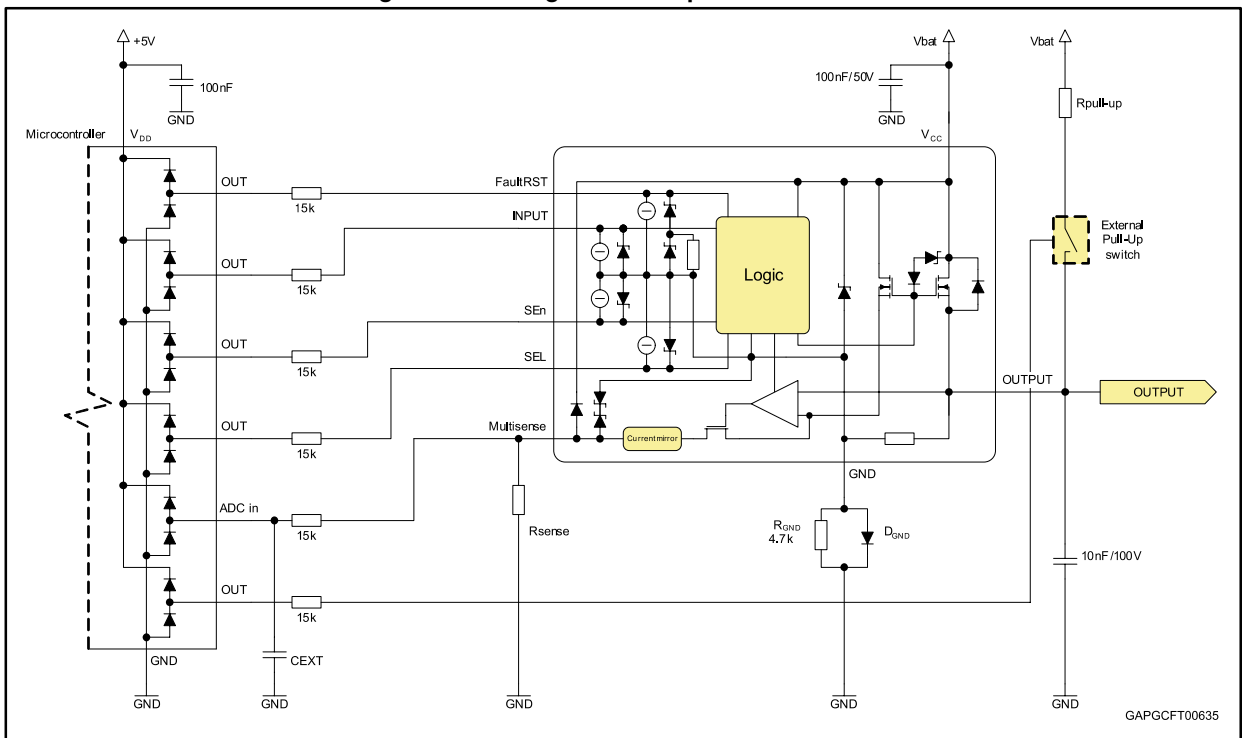 +5V
Vbat
Vbat
100nF
100nF/50V
GND
GND
Rpull-up
Microcontroller
VDD
VCC
OUT
15k
FaultRST
INPUT
OUT
15k
Logic
External
Pull-Up
switch
SEn
OUT
15k
SEL
OUTPUT
OUTPUT
OUT
15k
Multisense
Current mirror
GND
ADC in
15k
Rsense
RGND
4.7k
DGND
10nF/100V
OUT
15k
GND
CEXT
GND
GND
GND
GND
GND
GAPGCFT00635